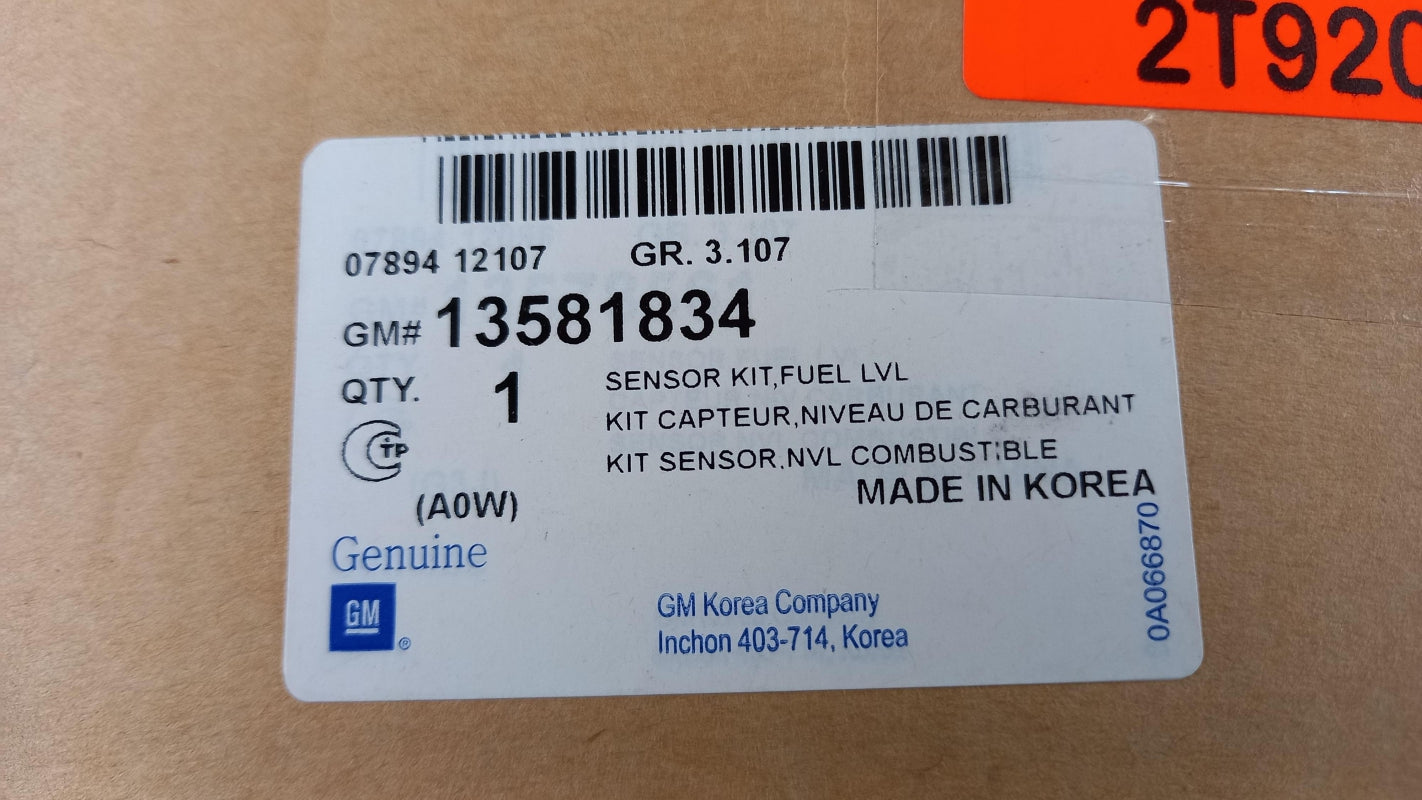 2T920
07894 12107 GR. 3.107
GM# 13581834
QTY. 1
SENSOR KIT,FUEL LVL
KIT CAPTEUR,NIVEAU DE CARBURANT
KIT SENSOR,NVL COMBUSTIBLE
MADE IN KOREA
(A0W)
Genuine
GM
®
GM Korea Company
Inchon 403-714, Korea
0A066870